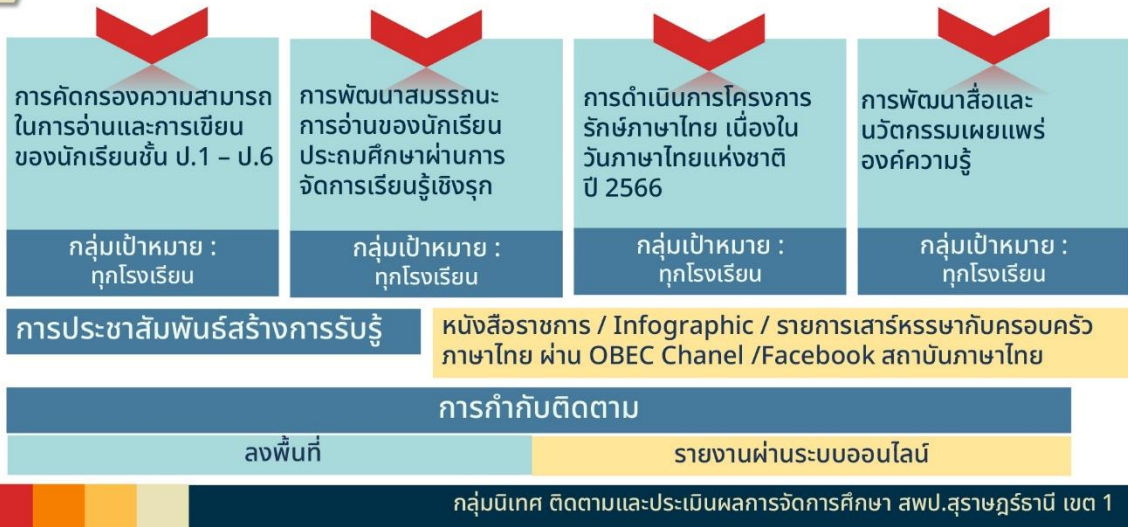 การคัดกรองความสามารถ
ในการอ่านและการเขียน
ของนักเรียนชั้น ป.1 – ป.6
กลุ่มเป้าหมาย :
ทุกโรงเรียน
การพัฒนาสมรรถนะ
การอ่านของนักเรียน
ประถมศึกษาผ่านการ
จัดการเรียนรู้เชิงรุก
กลุ่มเป้าหมาย :
ทุกโรงเรียน
การดำเนินการโครงการ
รักษ์ภาษาไทย เนื่องใน
วันภาษาไทยแห่งชาติ
ปี 2566
กลุ่มเป้าหมาย :
ทุกโรงเรียน
การพัฒนาสื่อและ
นวัตกรรมเผยแพร่
องค์ความรู้
กลุ่มเป้าหมาย :
ทุกโรงเรียน
การประชาสัมพันธ์สร้างการรับรู้
หนังสือราชการ / Infographic / รายการเสาร์หรรษากับครอบครัว
ภาษาไทย ผ่าน OBEC Chanel /Facebook สถาบันภาษาไทย
การกำกับติดตาม
ลงพื้นที่
รายงานผ่านระบบออนไลน์
กลุ่มนิเทศ ติดตามและประเมินผลการจัดการศึกษา สพป.สุราษฎร์ธานี เขต 1